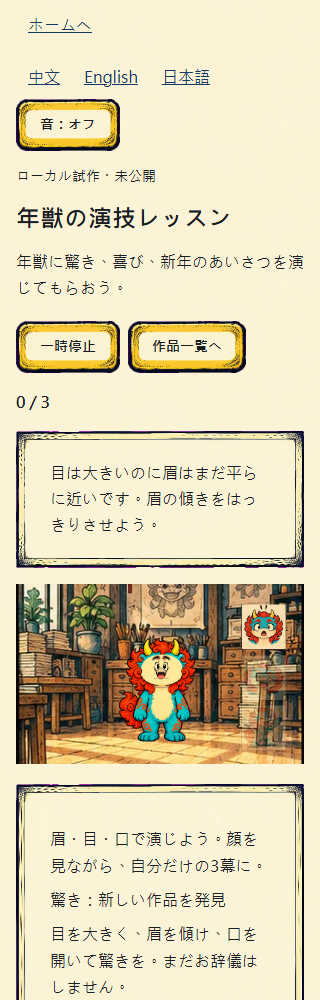 ホームへ
中文 English 日本語
音：オフ
ローカル試作・未公開
年獣の演技レッスン
年獣に驚き、喜び、新年のあいさつを演
じてもらおう。
一時停止 作品一覧へ
0 / 3
目は大きいのに眉はまだ平ら
に近いです。眉の傾きをはっ
きりさせよう。
眉・目・口で演じよう。顔を
見ながら、自分だけの3幕に。
驚き：新しい作品を発見
目を大きく、眉を傾け、口を
開いて驚きを。まだお辞儀は
しません。